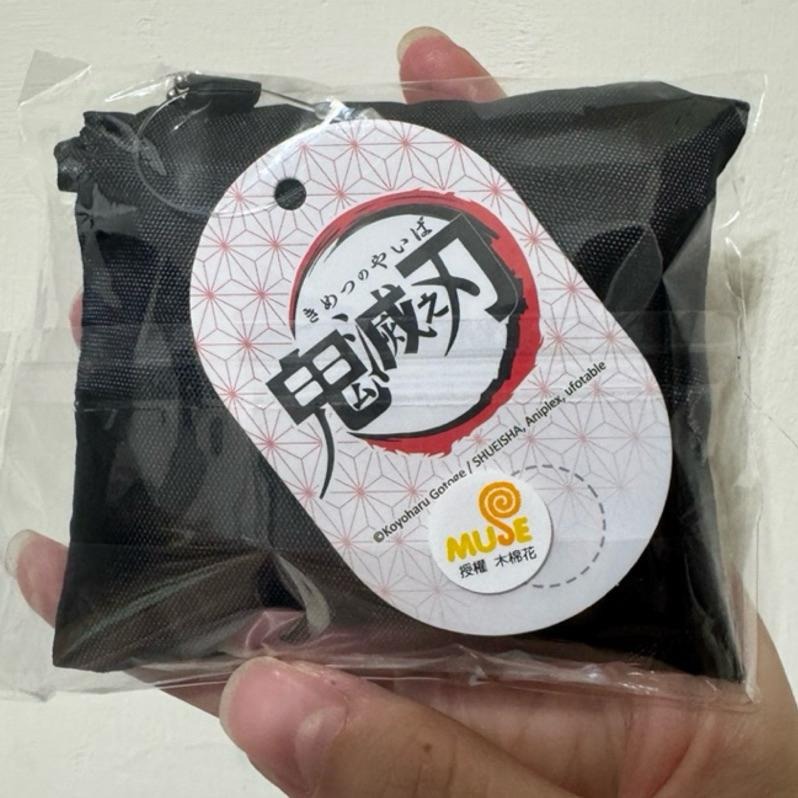 きめつのやいば
鬼滅之刃
©Koyoharu Gotoge / SHUEISHA, Aniplex, ufotable
MUSE
授權 木棉花